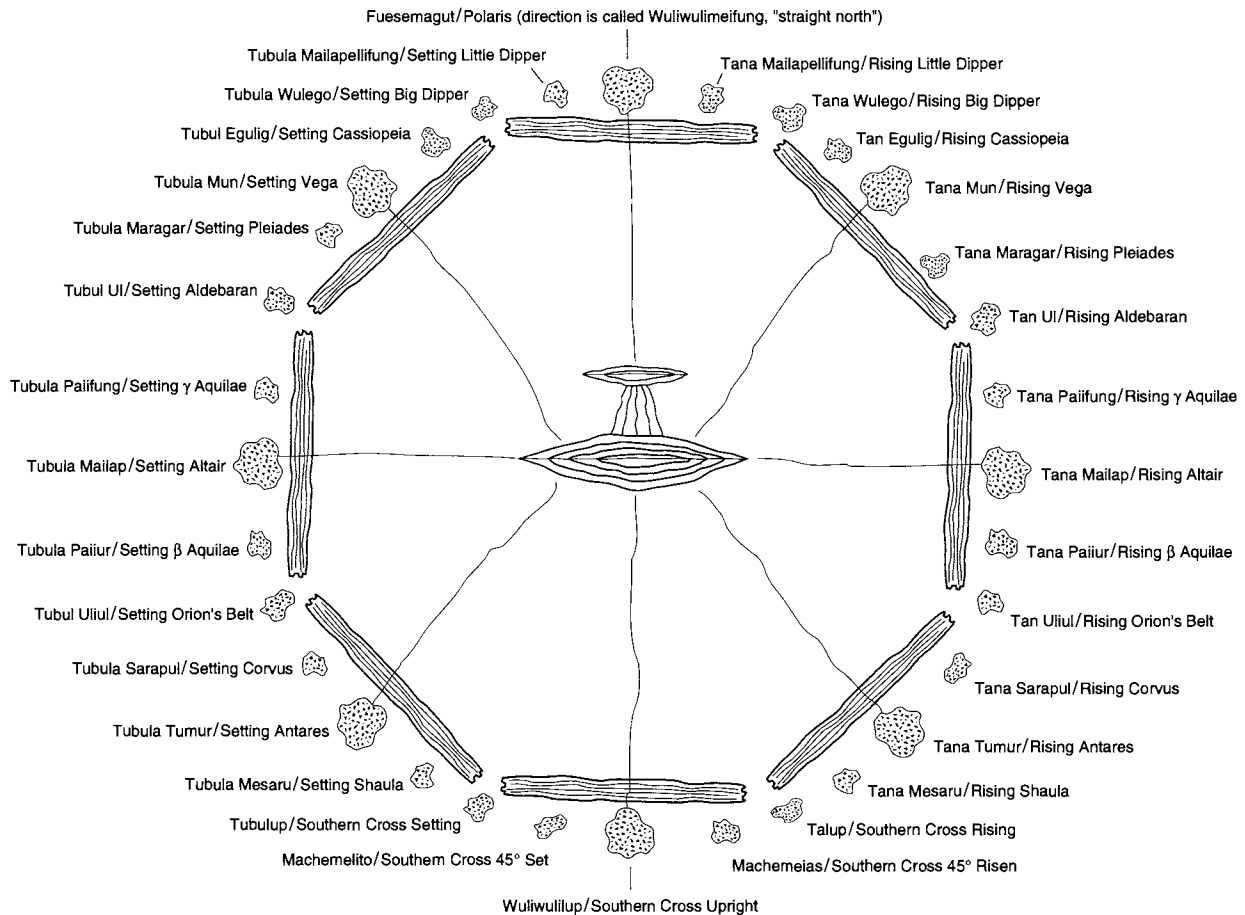 Fuesemagut/Polaris (direction is called Wuliwulimeifung, "straight north")
Tubula Mailapellifung/Setting Little Dipper
Tana Mailapellifung/Rising Little Dipper
Tubula Wulego/Setting Big Dipper
Tana Wulego/Rising Big Dipper
Tubul Egulig/Setting Cassiopeia
Tan Egulig/Rising Cassiopeia
Tubula Mun/Setting Vega
Tana Mun/Rising Vega
Tubula Maragar/Setting Pleiades
Tana Maragar/Rising Pleiades
Tubul Ul/Setting Aldebaran
Tan Ul/Rising Aldebaran
Tubula Paiifung/Setting γ Aquilae
Tana Paiifung/Rising γ Aquilae
Tubula Mailap/Setting Altair
Tana Mailap/Rising Altair
Tubula Paiiur/Setting β Aquilae
Tana Paiiur/Rising β Aquilae
Tubul Uliul/Setting Orion's Belt
Tan Uliul/Rising Orion's Belt
Tubula Sarapul/Setting Corvus
Tana Sarapul/Rising Corvus
Tubula Tumur/Setting Antares
Tana Tumur/Rising Antares
Tubula Mesaru/Setting Shaula
Tana Mesaru/Rising Shaula
Tubulup/Southern Cross Setting
Talup/Southern Cross Rising
Machemelito/Southern Cross 45° Set
Machemeias/Southern Cross 45° Risen
Wuliwulilup/Southern Cross Upright